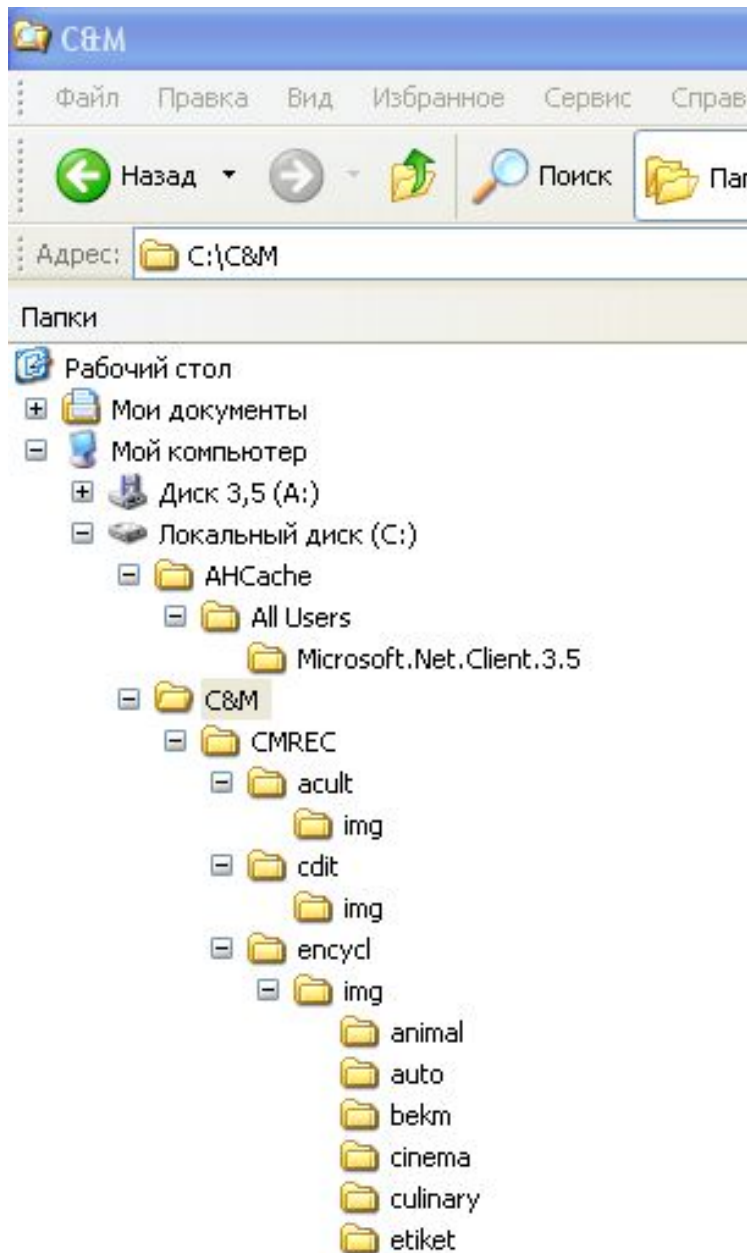 C&M
Файл Правка Вид Избранное Сервис Справ
Назад Поиск Пап
Адрес: C:\C&M
Папки
Рабочий стол
Мои документы
Мой компьютер
Диск 3,5 (A:)
Локальный диск (C:)
AHCache
All Users
Microsoft.Net.Client.3.5
C&M
CMREC
acult
img
cdit
img
encycl
img
animal
auto
bekm
cinema
culinary
etiket